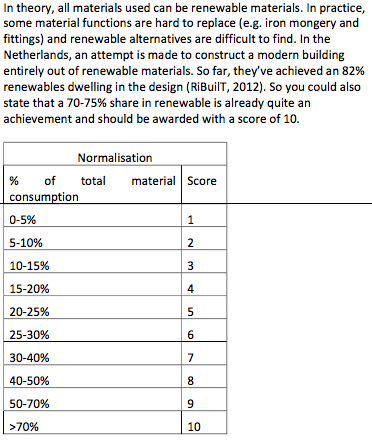 In theory, all materials used can be renewable materials. In practice,
some material functions are hard to replace (e.g. iron mongery and
fittings) and renewable alternatives are difficult to find. In the
Netherlands, an attempt is made to construct a modern building
entirely out of renewable materials. So far, they've achieved an 82%
renewables dwelling in the design (RiBuilT, 2012). So you could also
state that a 70-75% share in renewable is already quite an
achievement and should be awarded with a score of 10.
Normalisation
% of total material Score
consumption
0-5% 1
5-10% 2
10-15% 3
15-20% 4
20-25% 5
25-30% 6
30-40% 7
40-50% 8
50-70% 9
>70% 10